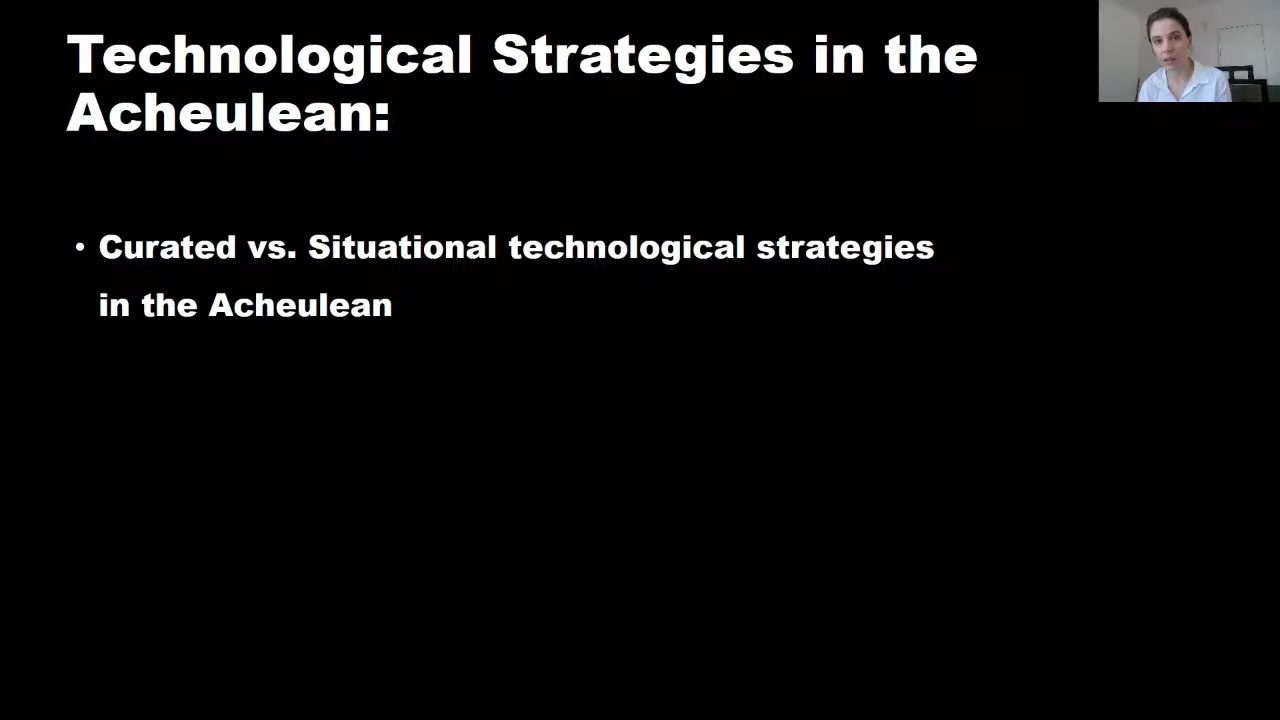 Technological Strategies in the
Acheulean:
• Curated vs. Situational technological strategies
in the Acheulean